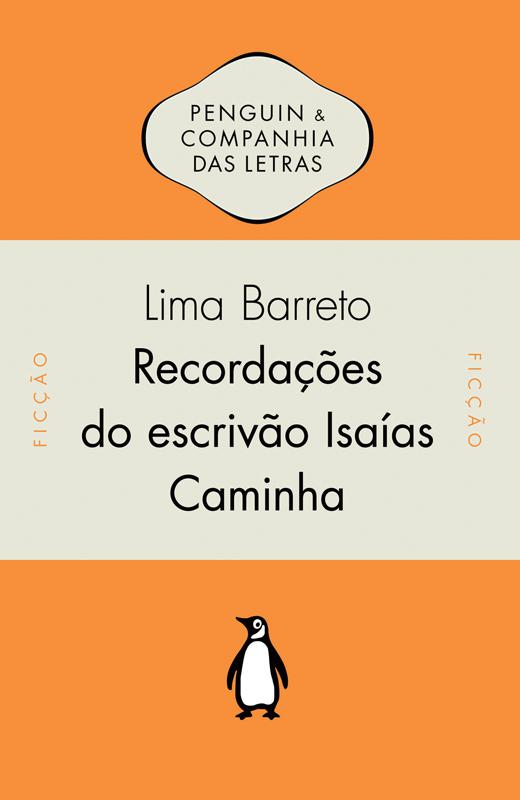 PENGUIN &
COMPANHIA
DAS LETRAS
Lima Barreto
Recordações
do escrivão Isaías
Caminha
FICÇÃO
FICÇÃO